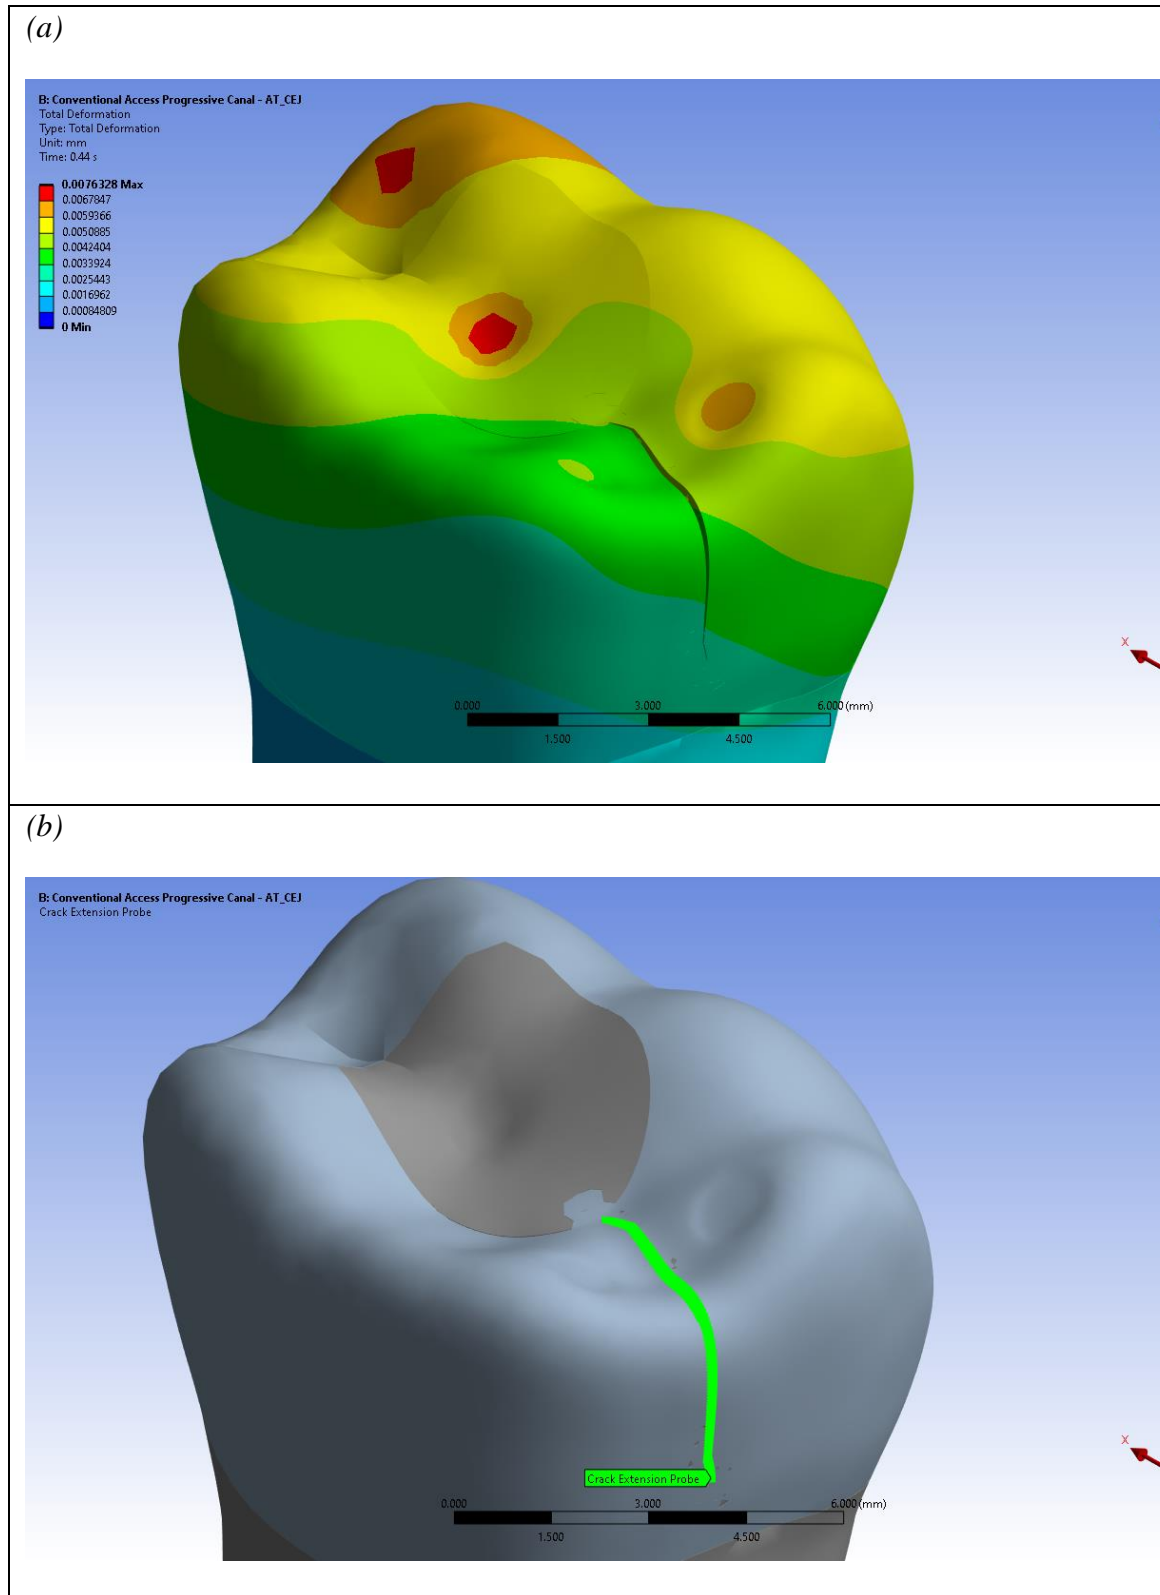 (a)
B: Conventional Access Progressive Canal - AT_CEJ
Total Deformation
Type: Total Deformation
Unit: mm
Time: 0.44 s
0.0076328 Max
0.0067847
0.0059366
0.0050885
0.0042404
0.0033924
0.0025443
0.0016962
0.00084809
0 Min
X
0.000 3.000 6.000 (mm)
1.500 4.500
(b)
B: Conventional Access Progressive Canal - AT_CEJ
Crack Extension Probe
X
Crack Extension Probe
0.000 3.000 6.000 (mm)
1.500 4.500